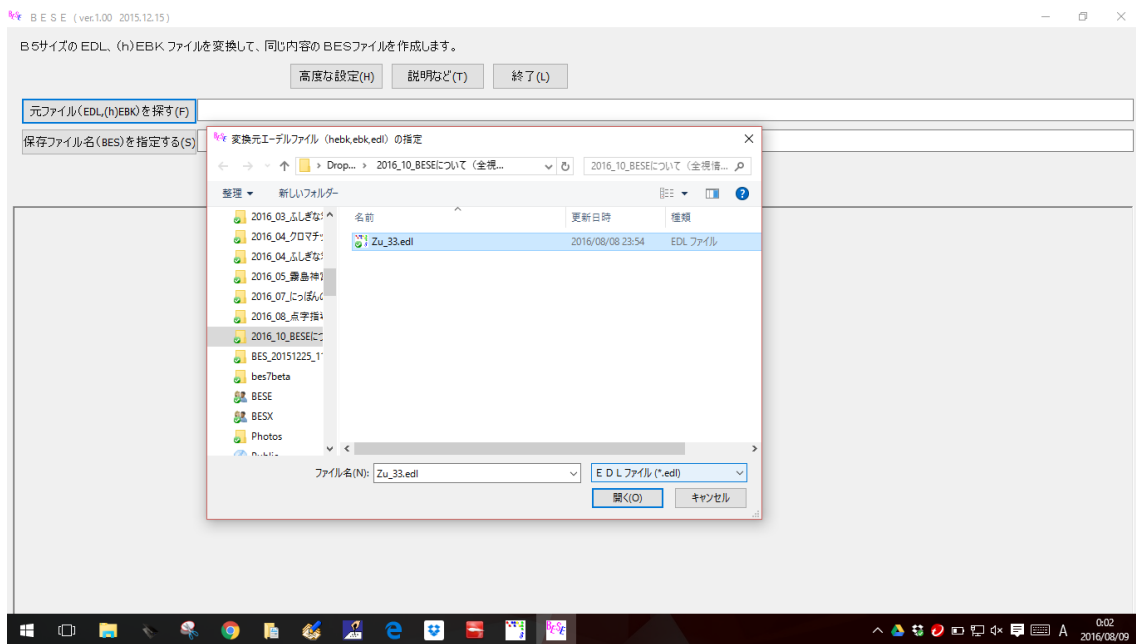 BESE (ver.1.00 2015.12.15)
B5サイズの EDL、(h)EBK ファイルを変換して、同じ内容の BESファイルを作成します。
高度な設定(H) 説明など(T) 終了(L)
元ファイル(EDL,(h)EBK)を探す(F)
保存ファイル名(BES)を指定する(S)
変換元エーデルファイル (hebk,ebk,edl) の指定
Drop... › 2016_10_BESEについて (全視... 2016_10_BESEについて (全視情...
整理 新しいフォルダー
名前 更新日時 種類
Zu_33.edl 2016/08/08 23:54 EDL ファイル
2016_03_ふしぎな
2016_04_クロマチッ
2016_04_ふしぎな
2016_05_霧島神宮
2016_07_にっぽんの
2016_08_点字指導
2016_10_BESEにつ
BES_20151225_1
bes7beta
BESE
BESX
Photos
Public
ファイル名(N): Zu_33.edl EDLファイル (*.edl)
開く(O) キャンセル
A 0:02
2016/08/09